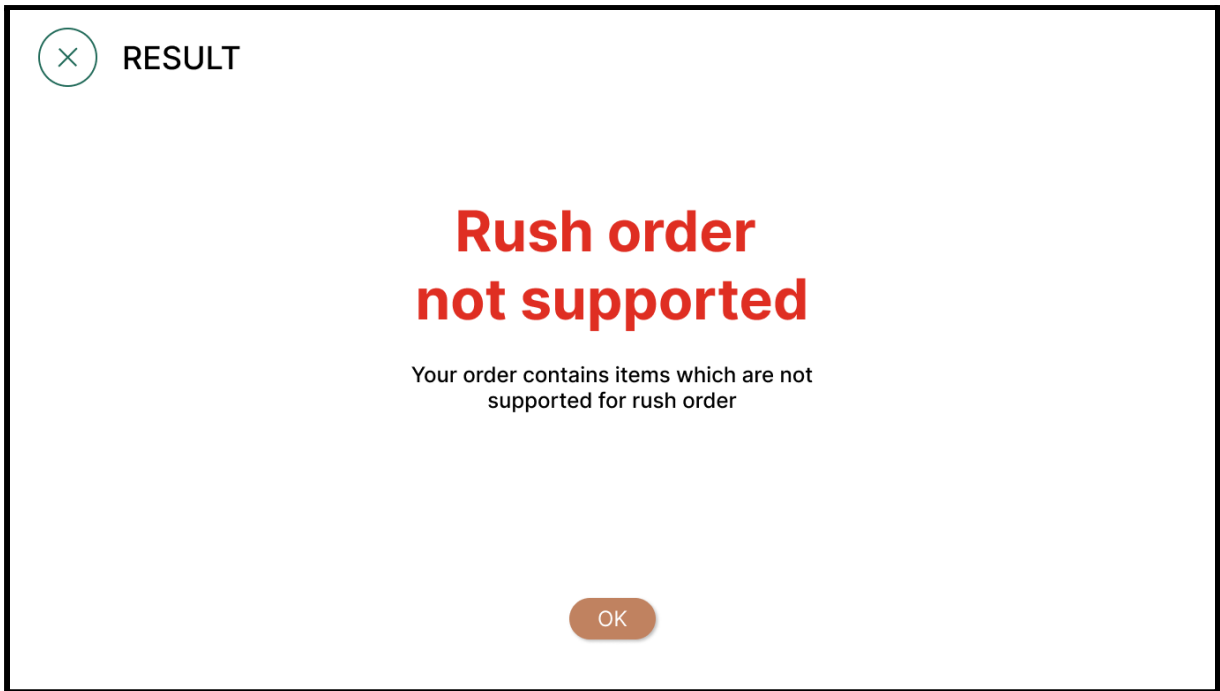 RESULT
Rush order
not supported
Your order contains items which are not
supported for rush order
OK